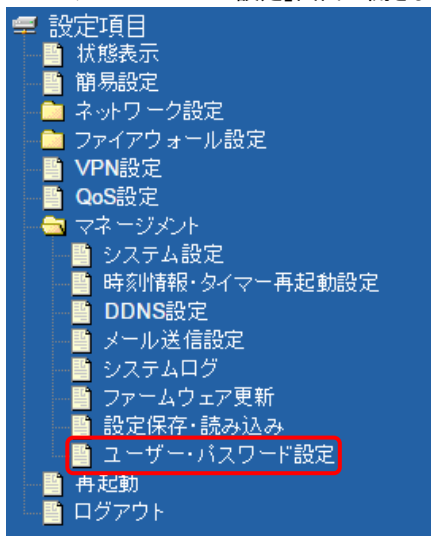 設定項目
状態表示
簡易設定
ネットワーク設定
ファイアウォール設定
VPN設定
QoS設定
マネージメント
システム設定
時刻情報・タイマー再起動設定
DDNS設定
メール送信設定
システムログ
ファームウェア更新
設定保存・読み込み
ユーザー・パスワード設定
再起動
ログアウト